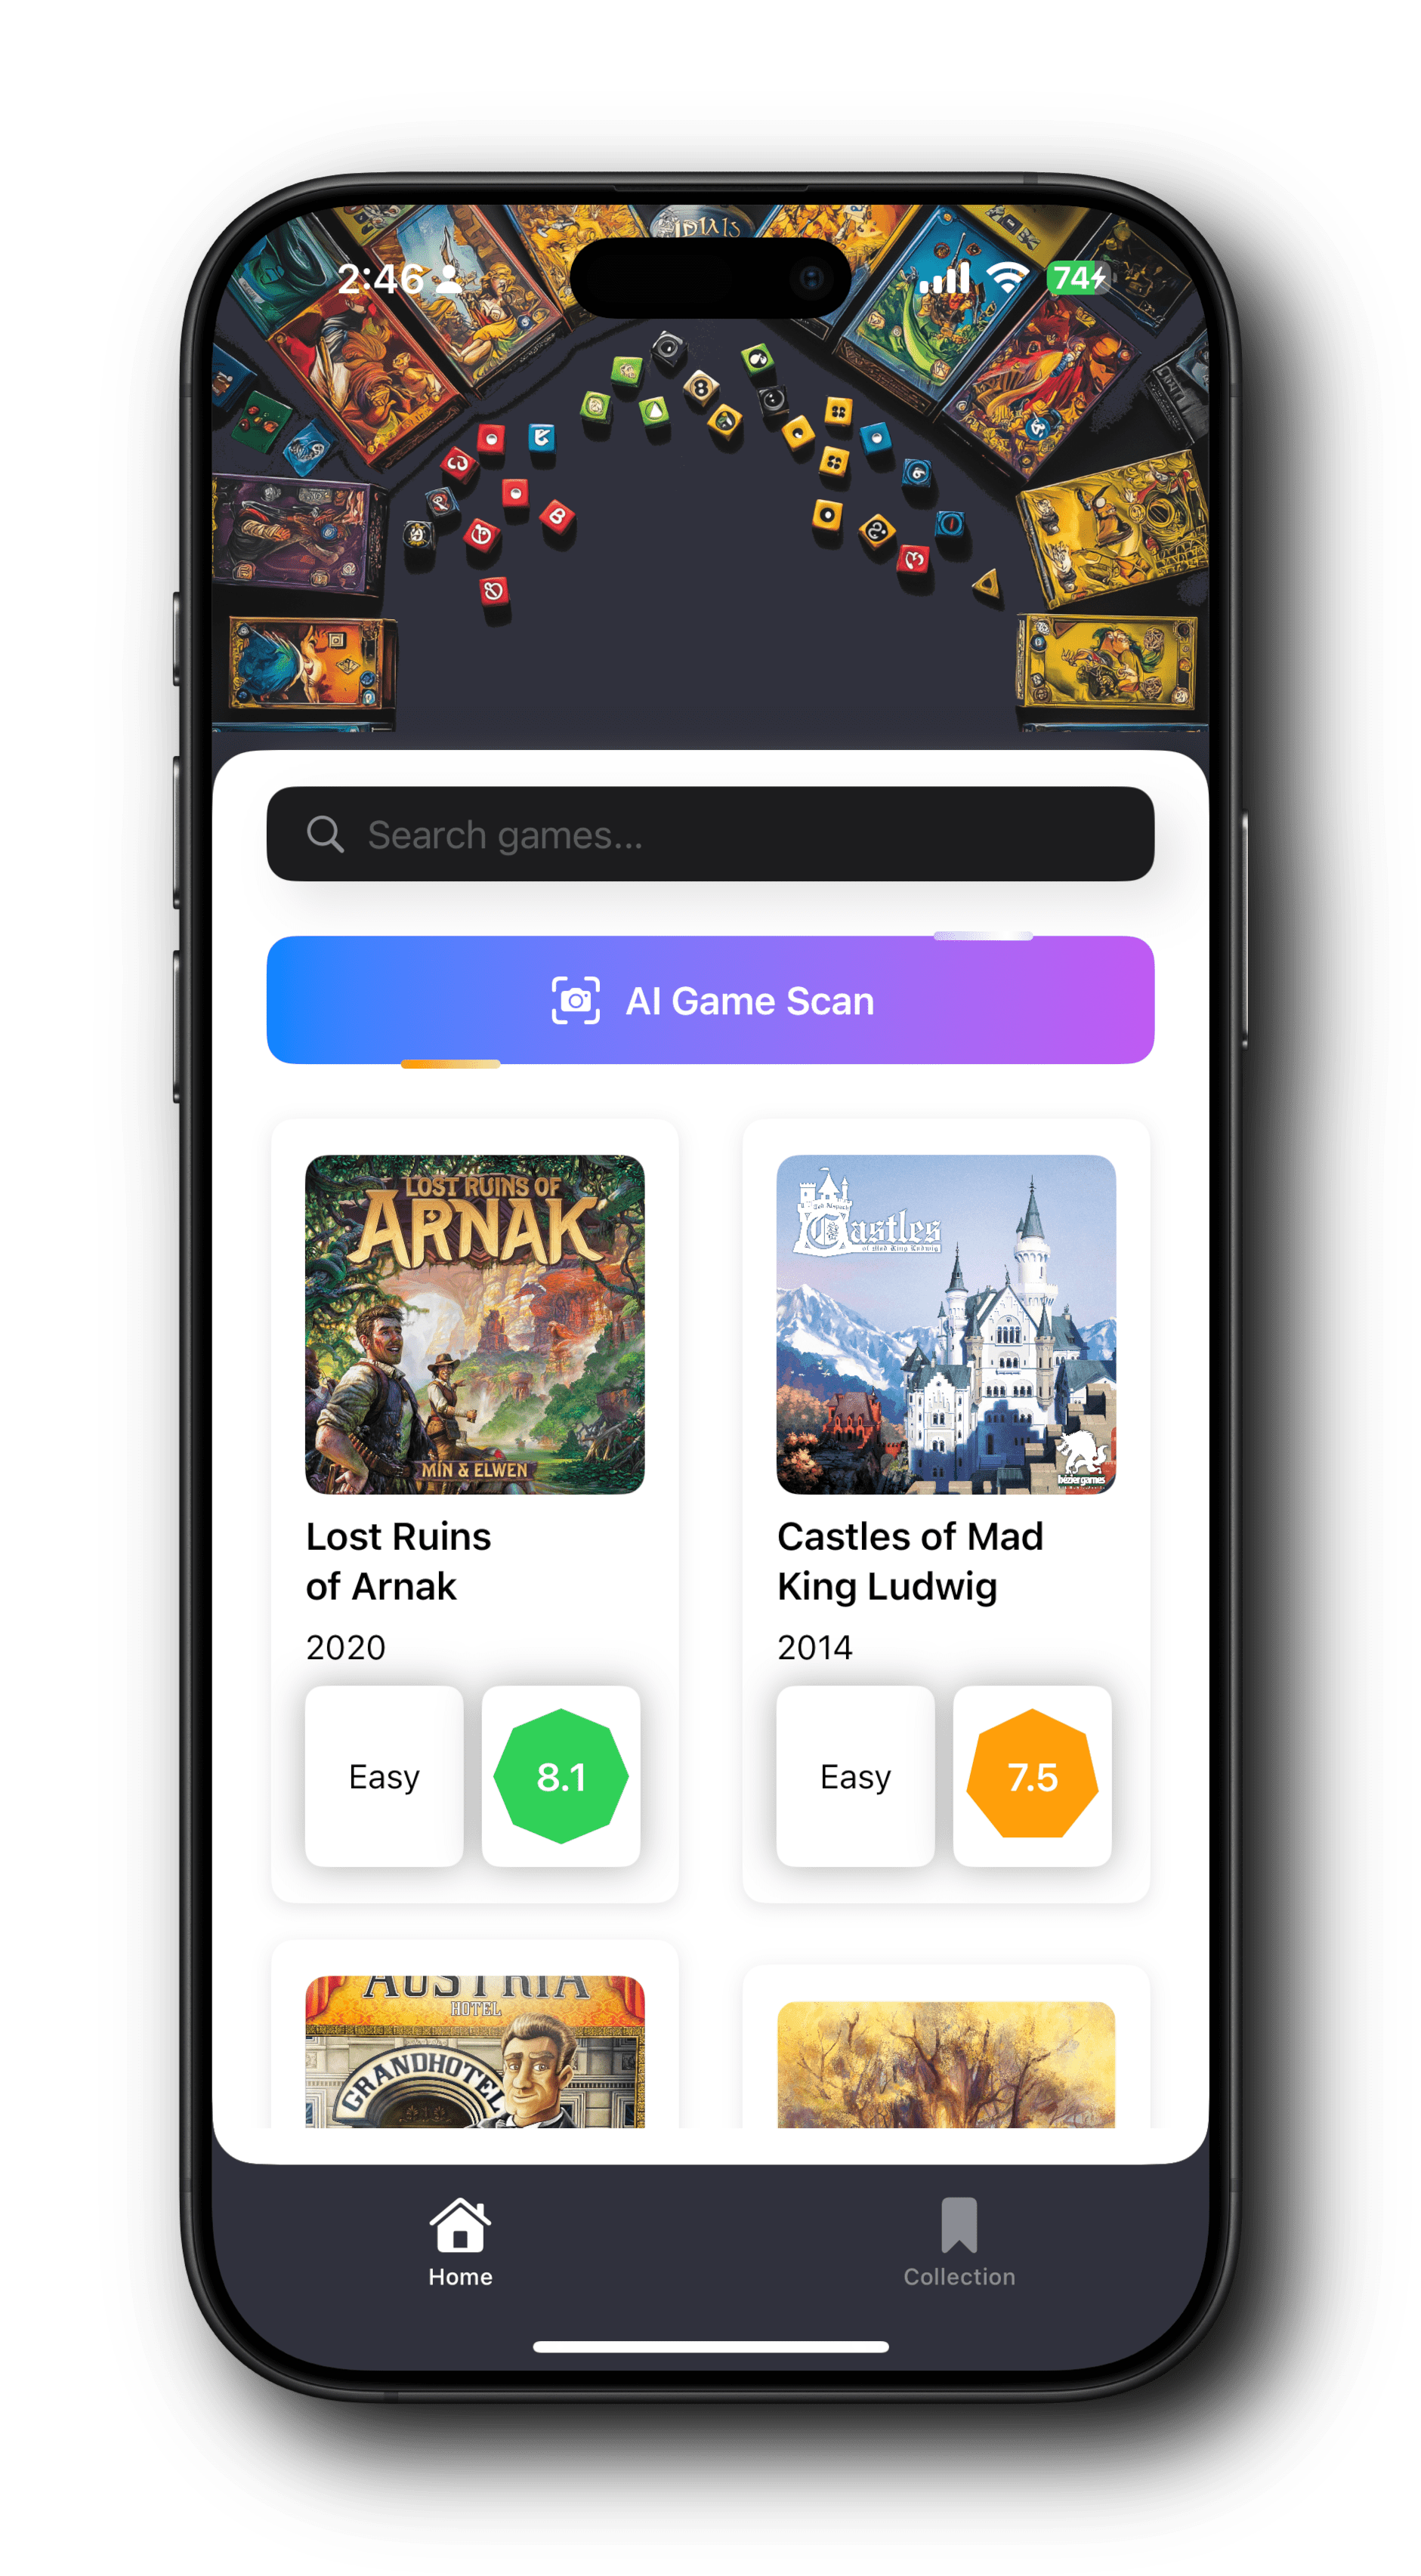 2:46
74
Search games...
AI Game Scan
LOST RUINS OF
ARNAK
MIN & ELWEN
Castles
of Mad King Ludwig
bézier games
Lost Ruins
of Arnak
2020
Easy
8.1
Castles of Mad
King Ludwig
2014
Easy
7.5
AUSTRIA
HOTEL
GRANDHOTEL
Home
Collection